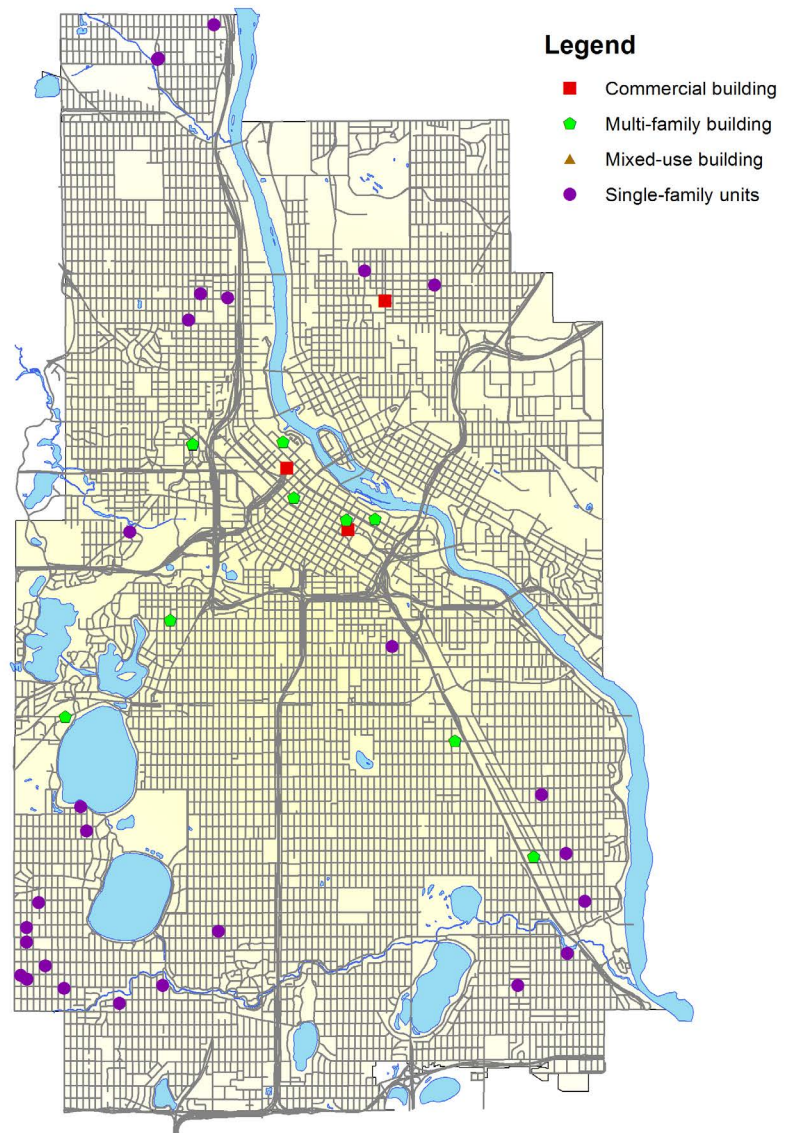 Legend
Commercial building
Multi-family building
Mixed-use building
Single-family units